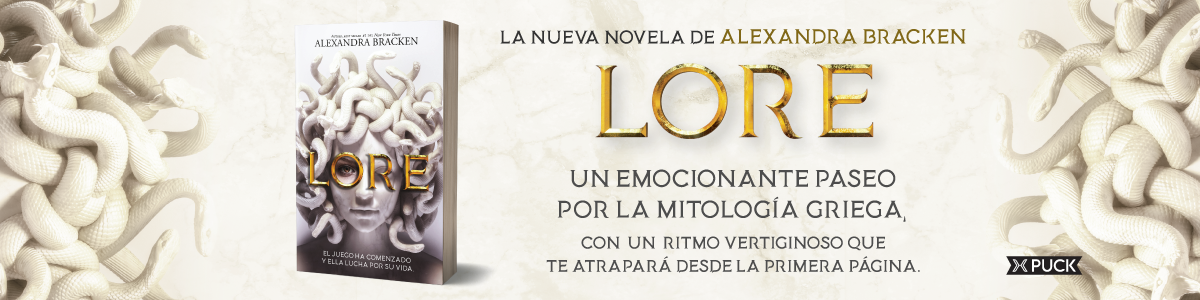 ALEXANDRA BRACKEN
LORE
EL JUEGO HA COMENZADO
Y ELLA LUCHA POR SU VIDA.
LA NUEVA NOVELA DE ALEXANDRA BRACKEN
LORE
UN EMOCIONANTE PASEO
POR LA MITOLOGÍA GRIEGA,
CON UN RITMO VERTIGINOSO QUE
TE ATRAPARÁ DESDE LA PRIMERA PÁGINA.
PUCK